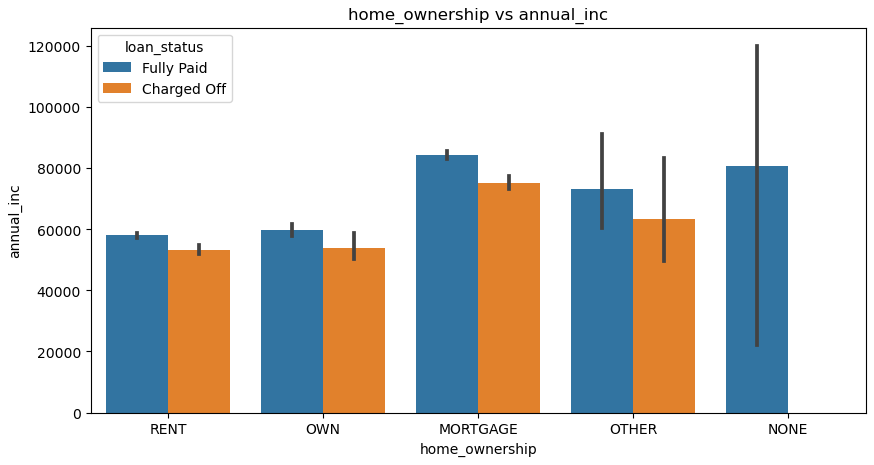 home_ownership vs annual_inc
loan_status
Fully Paid
Charged Off
annual_inc
120000
100000
80000
60000
40000
20000
0
RENT OWN MORTGAGE OTHER NONE
home_ownership